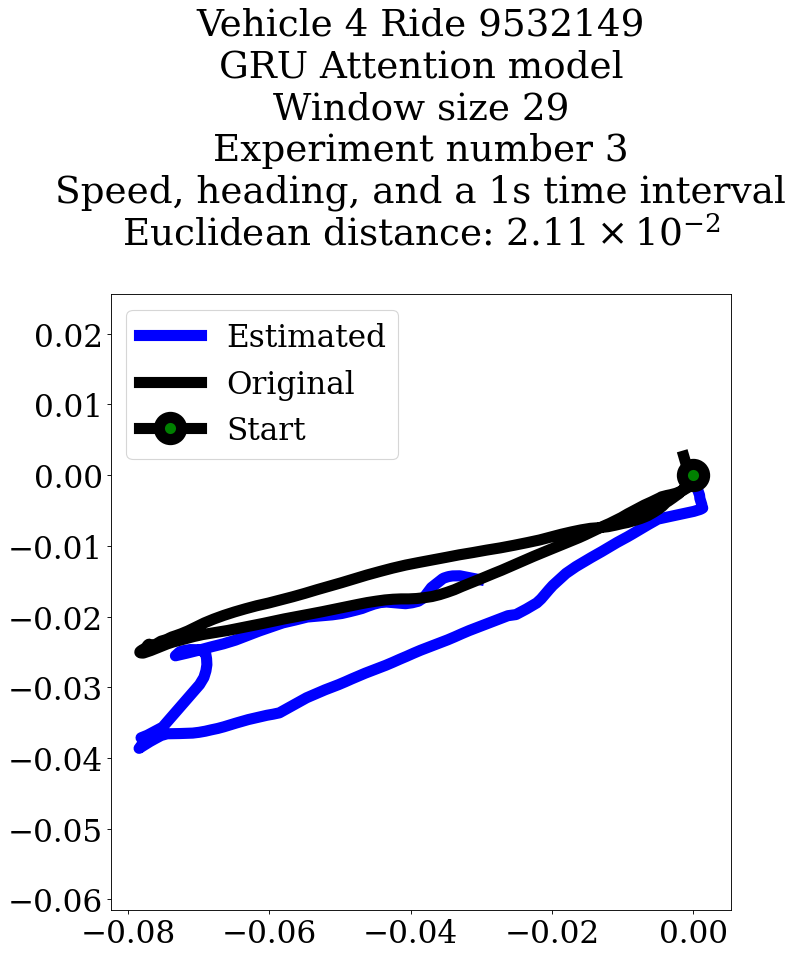 Vehicle 4 Ride 9532149
GRU Attention model
Window size 29
Experiment number 3
Speed, heading, and a 1s time interval
Euclidean distance: 2.11 × 10⁻²
Estimated
Original
Start
0.02
0.01
0.00
−0.01
−0.02
−0.03
−0.04
−0.05
−0.06
−0.08 −0.06 −0.04 −0.02 0.00